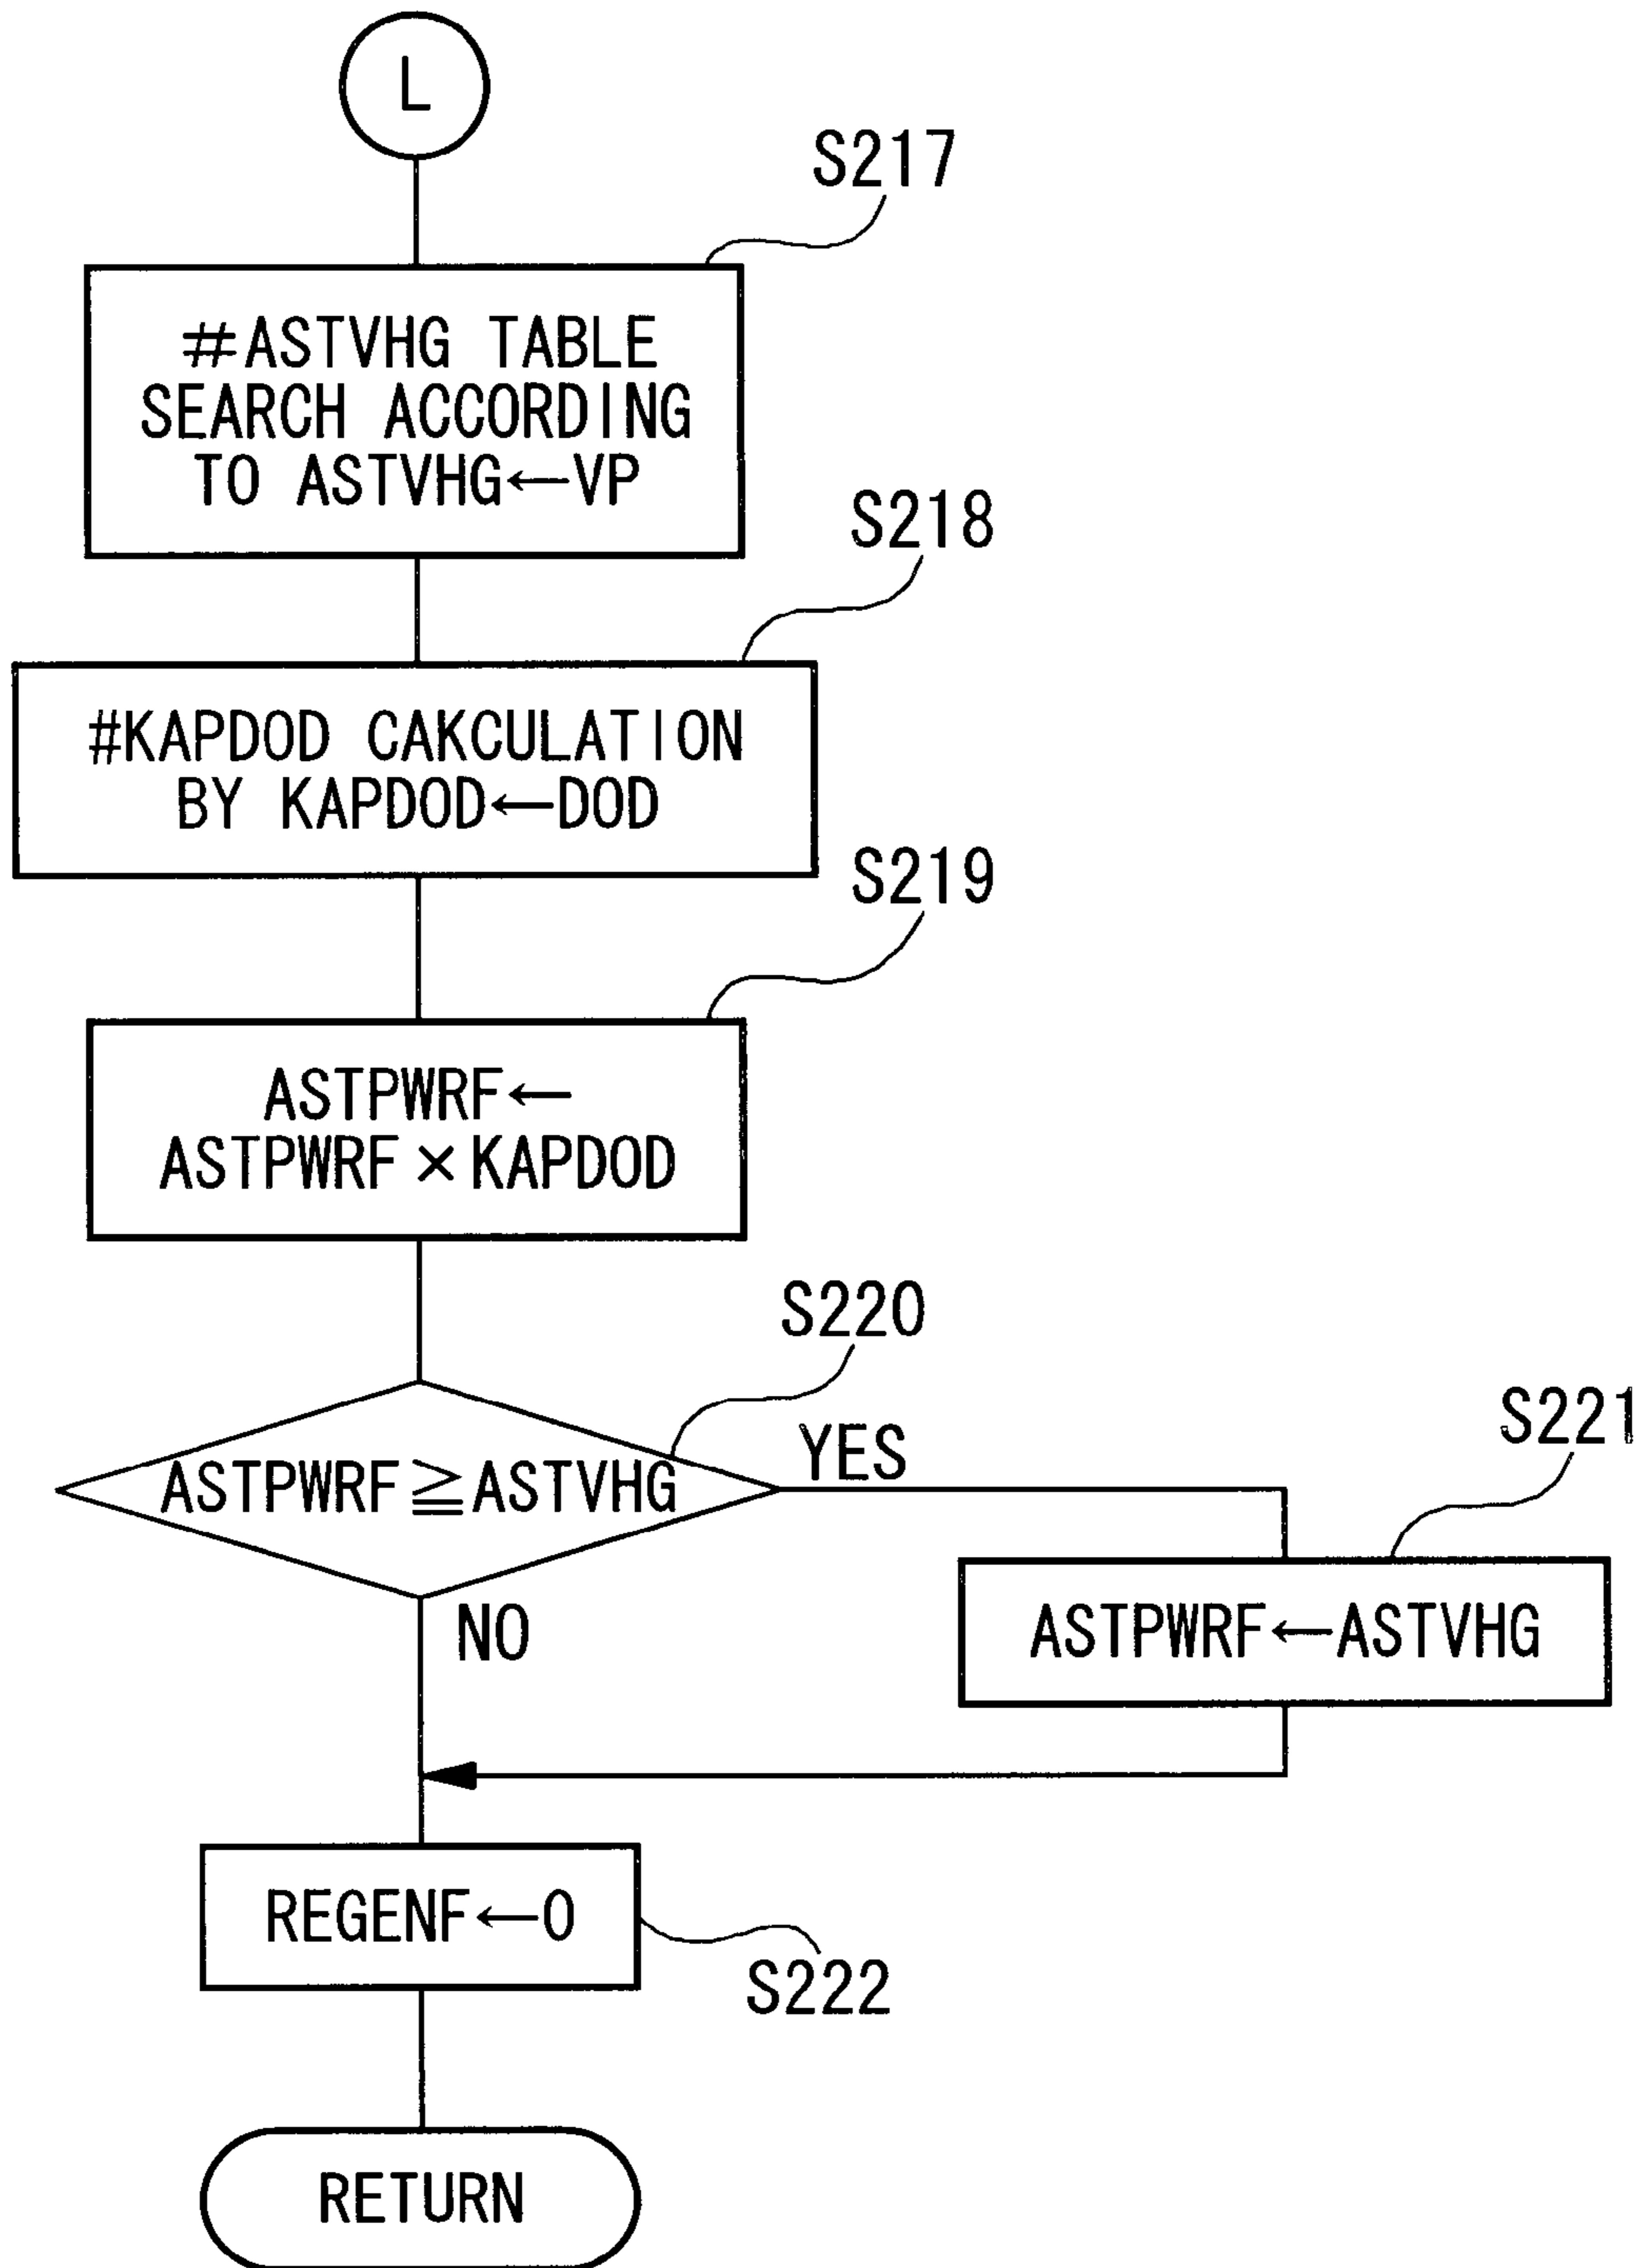 L
S217
#ASTVHG TABLE
SEARCH ACCORDING
TO ASTVHG←VP
S218
#KAPDOD CAKCULATION
BY KAPDOD←DOD
S219
ASTPWRF←
ASTPWRF×KAPDOD
S220
ASTPWRF≧ASTVHG
YES
S221
ASTPWRF←ASTVHG
NO
REGENF←0
S222
RETURN